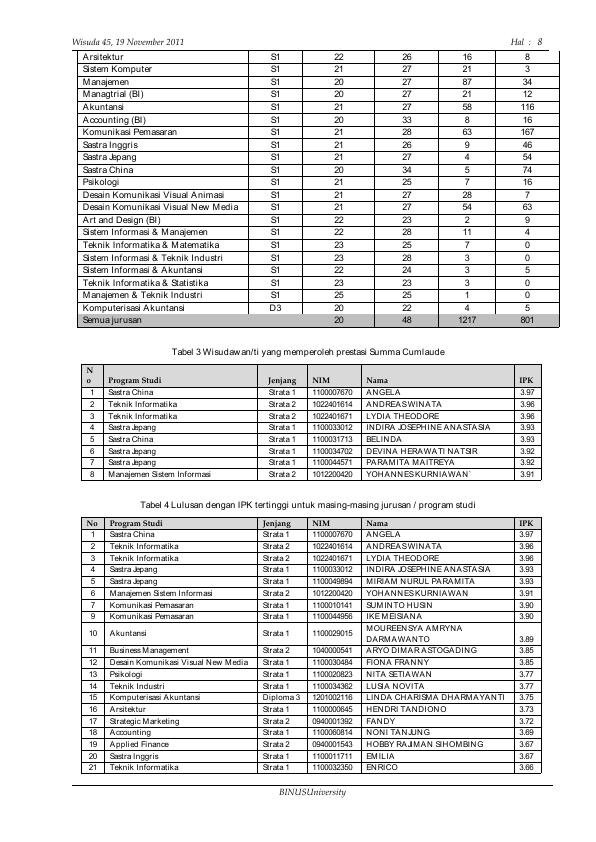 Wisuda 45, 19 November 2011 Hal : 8
Arsitektur S1 22 26 16 8
Sistem Komputer S1 21 27 21 3
Manajemen S1 20 27 87 34
Managtrial (BI) S1 20 27 21 12
Akuntansi S1 21 27 58 116
Accounting (BI) S1 20 33 8 16
Komunikasi Pemasaran S1 21 28 63 167
Sastra Inggris S1 21 26 9 46
Sastra Jepang S1 21 27 4 54
Sastra China S1 20 34 5 74
Psikologi S1 21 25 7 16
Desain Komunikasi Visual Animasi S1 21 27 28 7
Desain Komunikasi Visual New Media S1 21 27 54 63
Art and Design (BI) S1 22 23 2 9
Sistem Informasi & Manajemen S1 22 28 11 4
Teknik Informatika & Matematika S1 23 25 7 0
Sistem Informasi & Teknik Industri S1 23 28 3 0
Sistem Informasi & Akuntansi S1 22 24 3 5
Teknik Informatika & Statistika S1 23 23 3 0
Manajemen & Teknik Industri S1 25 25 1 0
Komputerisasi Akuntansi D3 20 22 4 5
Semua jurusan 20 48 1217 801
Tabel 3 Wisudawan/ti yang memperoleh prestasi Summa Cumlaude
N
o Program Studi Jenjang NIM Nama IPK
1 Sastra China Strata 1 1100007670 ANGELA 3.97
2 Teknik Informatika Strata 2 1022401614 ANDREAS WINATA 3.96
3 Teknik Informatika Strata 2 1022401671 LYDIA THEODORE 3.96
4 Sastra Jepang Strata 1 1100033012 INDIRA JOSEPHINE ANASTASIA 3.93
5 Sastra China Strata 1 1100031713 BELINDA 3.93
6 Sastra Jepang Strata 1 1100034702 DEVINA HERAWATI NATSIR 3.92
7 Sastra Jepang Strata 1 1100044571 PARAMITA MAITREYA 3.92
8 Manajemen Sistem Informasi Strata 2 1012200420 YOHANNES KURNIAWAN` 3.91
Tabel 4 Lulusan dengan IPK tertinggi untuk masing-masing jurusan / program studi
No Program Studi Jenjang NIM Nama IPK
1 Sastra China Strata 1 1100007670 ANGELA 3.97
2 Teknik Informatika Strata 2 1022401614 ANDREAS WINATA 3.96
3 Teknik Informatika Strata 2 1022401671 LYDIA THEODORE 3.96
4 Sastra Jepang Strata 1 1100033012 INDIRA JOSEPHINE ANASTASIA 3.93
5 Sastra Jepang Strata 1 1100049894 MIRIAM NURUL PARAMITA 3.93
6 Manajemen Sistem Informasi Strata 2 1012200420 YOHANNES KURNIAWAN 3.91
7 Komunikasi Pemasaran Strata 1 1100010141 SUMINTO HUSIN 3.90
9 Komunikasi Pemasaran Strata 1 1100044956 IKE MEISIANA 3.90
10 Akuntansi Strata 1 1100029015 MOUREENSYA AMRYNA
DARMAWANTO 3.89
11 Business Management Strata 2 1040000541 ARYO DIMAR ASTOGADING 3.85
12 Desain Komunikasi Visual New Media Strata 1 1100030484 FIONA FRANNY 3.85
13 Psikologi Strata 1 1100020823 NITA SETIAWAN 3.77
14 Teknik Industri Strata 1 1100034362 LUSIA NOVITA 3.77
15 Komputerisasi Akuntansi Diploma 3 1201002116 LINDA CHARISMA DHARMAYANTI 3.75
16 Arsitektur Strata 1 1100000645 HENDRI TANDIONO 3.73
17 Strategic Marketing Strata 2 0940001392 FANDY 3.72
18 Accounting Strata 1 1100060814 NONI TANJUNG 3.69
19 Applied Finance Strata 2 0940001543 HOBBY RAJIMAN SIHOMBING 3.67
20 Sastra Inggris Strata 1 1100011711 EMILIA 3.67
21 Teknik Informatika Strata 1 1100032350 ENRICO 3.66
BINUSUniversity